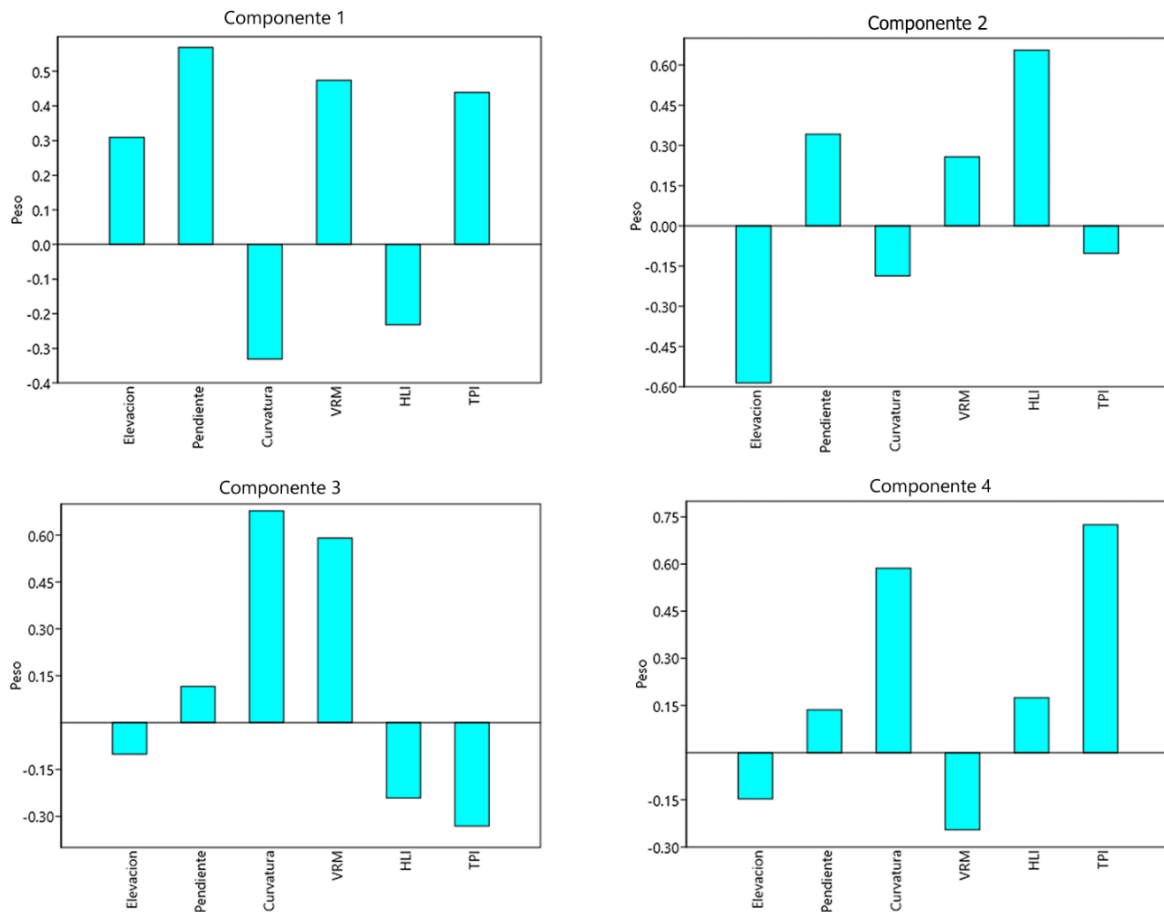 Componente 1
Peso
0.5
0.4
0.3
0.2
0.1
0.0
-0.1
-0.2
-0.3
-0.4
Elevacion
Pendiente
Curvatura
VRM
HLI
TPI
Componente 2
Peso
0.60
0.45
0.30
0.15
0.00
-0.15
-0.30
-0.45
-0.60
Elevacion
Pendiente
Curvatura
VRM
HLI
TPI
Componente 3
Peso
0.60
0.45
0.30
0.15
-0.15
-0.30
Elevacion
Pendiente
Curvatura
VRM
HLI
TPI
Componente 4
Peso
0.75
0.60
0.45
0.30
0.15
-0.15
-0.30
Elevacion
Pendiente
Curvatura
VRM
HLI
TPI